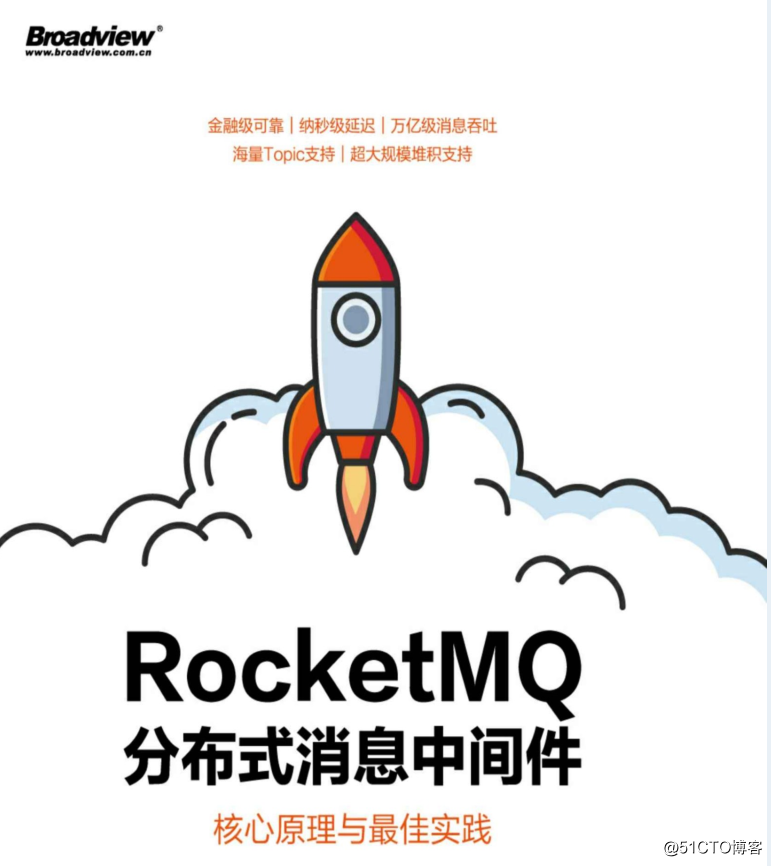 Broadview®
www.broadview.com.cn
金融级可靠｜纳秒级延迟｜万亿级消息吞吐
海量Topic支持｜超大规模堆积支持
RocketMQ
分布式消息中间件
核心原理与最佳实践
@51CTO博客